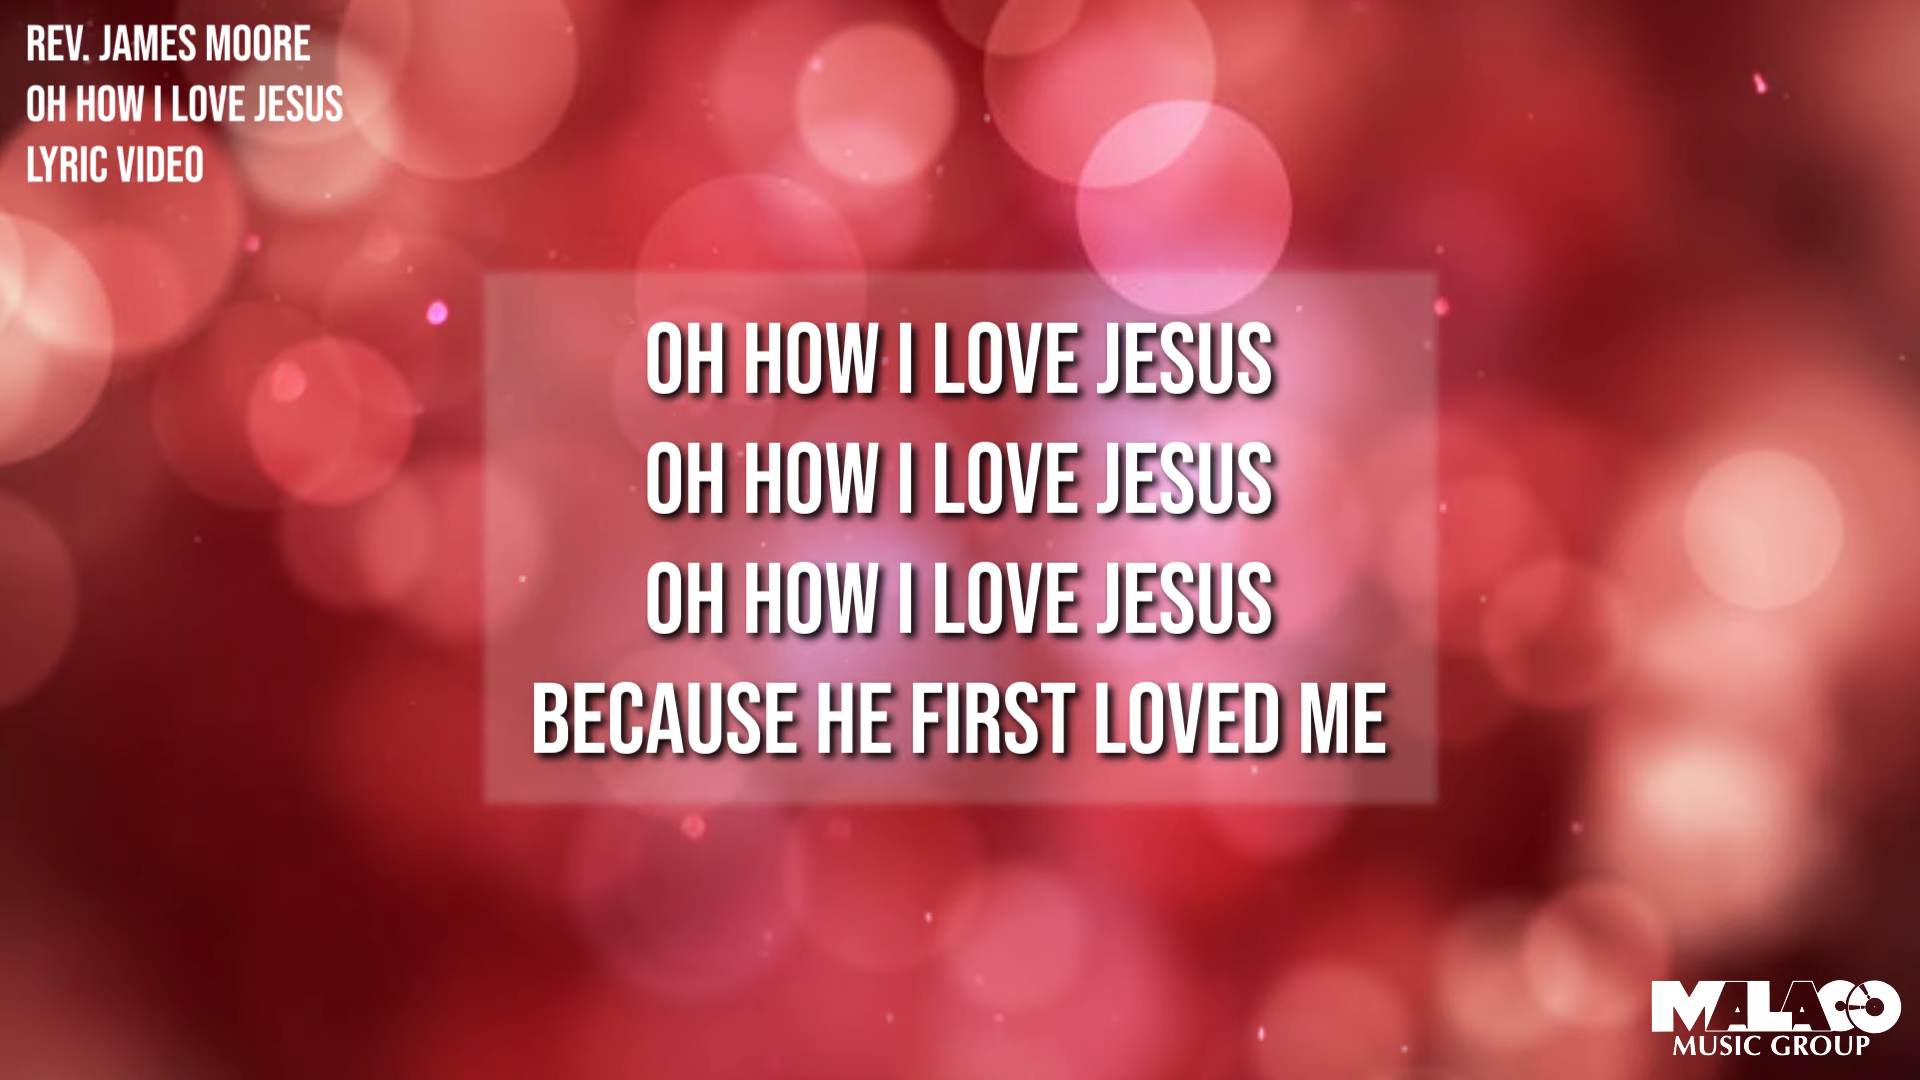 REV. JAMES MOORE
OH HOW I LOVE JESUS
LYRIC VIDEO
OH HOW I LOVE JESUS
OH HOW I LOVE JESUS
OH HOW I LOVE JESUS
BECAUSE HE FIRST LOVED ME
MALACO
MUSIC GROUP